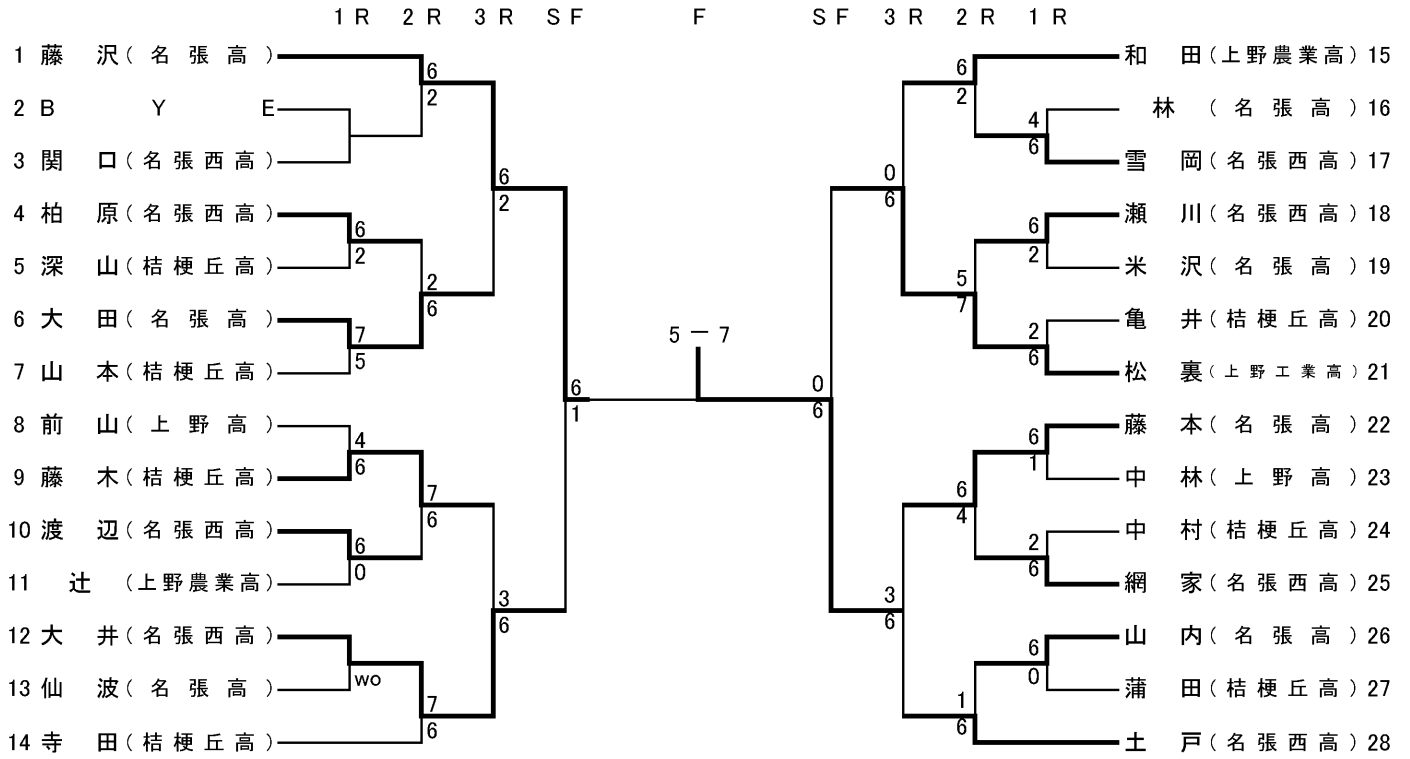 1R 2R 3R SF F SF 3R 2R 1R
1 藤 沢 ( 名 張 高 ) 6 2
2 B Y E
3 関 口 ( 名 張 西 高 )
6 2
4 柏 原 ( 名 張 西 高 ) 6 2
5 深 山 ( 桔 梗 丘 高 )
2 6
6 大 田 ( 名 張 高 ) 7 5
7 山 本 ( 桔 梗 丘 高 )
6 1
8 前 山 ( 上 野 高 ) 4 6
9 藤 木 ( 桔 梗 丘 高 )
7 6
10 渡 辺 ( 名 張 西 高 ) 6 0
11 辻 ( 上野農業高 )
3 6
12 大 井 ( 名 張 西 高 ) wo
13 仙 波 ( 名 張 高 )
7 6
14 寺 田 ( 桔 梗 丘 高 )
5 ー 7
6 2 和 田 ( 上野農業高 ) 15
4 6 林 ( 名 張 高 ) 16
雪 岡 ( 名 張 西 高 ) 17
0 6
6 2 瀬 川 ( 名 張 西 高 ) 18
米 沢 ( 名 張 高 ) 19
5 7
2 6 亀 井 ( 桔 梗 丘 高 ) 20
松 裏 ( 上 野 工 業 高 ) 21
0 6
6 1 藤 本 ( 名 張 高 ) 22
中 林 ( 上 野 高 ) 23
6 4
2 6 中 村 ( 桔 梗 丘 高 ) 24
網 家 ( 名 張 西 高 ) 25
3 6
6 0 山 内 ( 名 張 高 ) 26
蒲 田 ( 桔 梗 丘 高 ) 27
1 6
土 戸 ( 名 張 西 高 ) 28